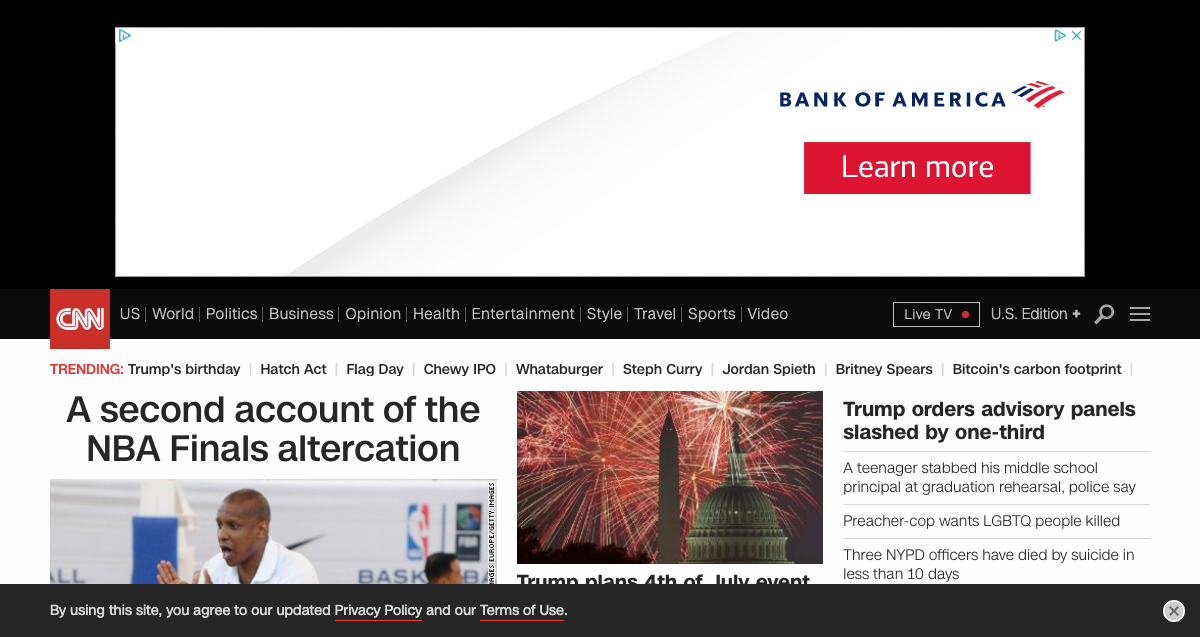 BANK OF AMERICA
Learn more
CNN
US World Politics Business Opinion Health Entertainment Style Travel Sports Video
Live TV
U.S. Edition +
TRENDING: Trump's birthday Hatch Act Flag Day Chewy IPO Whataburger Steph Curry Jordan Spieth Britney Spears Bitcoin's carbon footprint
A second account of the
NBA Finals altercation
NBA
FIBA
BASKETBALL
AGES EUROPE/GETTY IMAGES
Trump plans 4th of July event
Trump orders advisory panels
slashed by one-third
A teenager stabbed his middle school
principal at graduation rehearsal, police say
Preacher-cop wants LGBTQ people killed
Three NYPD officers have died by suicide in
less than 10 days
By using this site, you agree to our updated Privacy Policy and our Terms of Use.